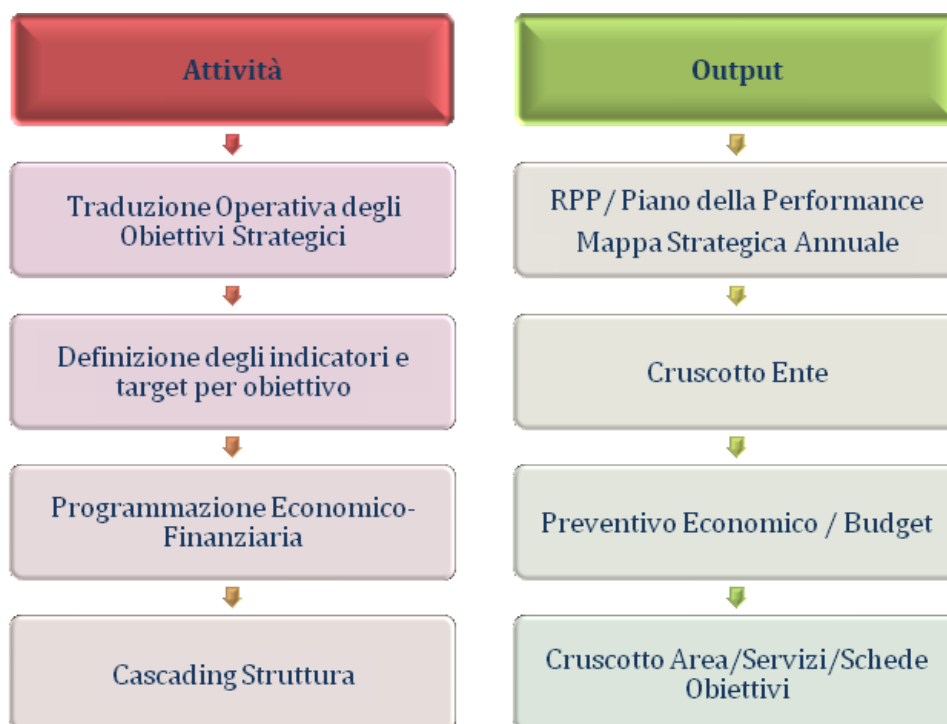 Attività
Traduzione Operativa degli
Obiettivi Strategici
Definizione degli indicatori e
target per obiettivo
Programmazione Economico-
Finanziaria
Cascading Struttura
Output
RPP/ Piano della Performance
Mappa Strategica Annuale
Cruscotto Ente
Preventivo Economico / Budget
Cruscotto Area/Servizi/Schede
Obiettivi